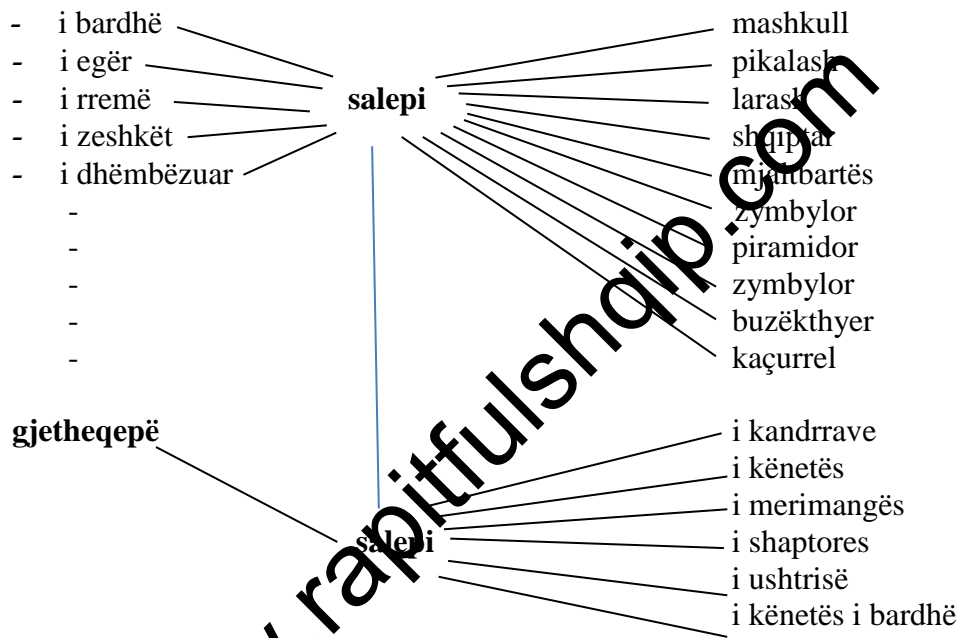 - i bardhë mashkull
- i egër pikalash
- i rremë salepi larash
- i zeshkët shqiptar
- i dhëmbëzuar mjaltbartës
- zymbylor
- piramidor
- zymbylor
- buzëkthyer
- kaçurrel
gjetheqepë i kandrrave
i kënetës
i merimangës
salepi i shaptores
i ushtrisë
i kënetës i bardhë
rapitfulshqip.com